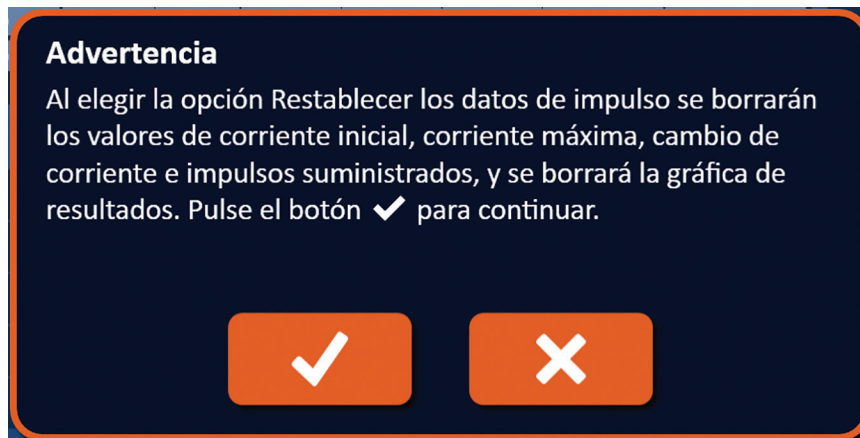 Advertencia
Al elegir la opción Restablecer los datos de impulso se borrarán
los valores de corriente inicial, corriente máxima, cambio de
corriente e impulsos suministrados, y se borrará la gráfica de
resultados. Pulse el botón ✔ para continuar.